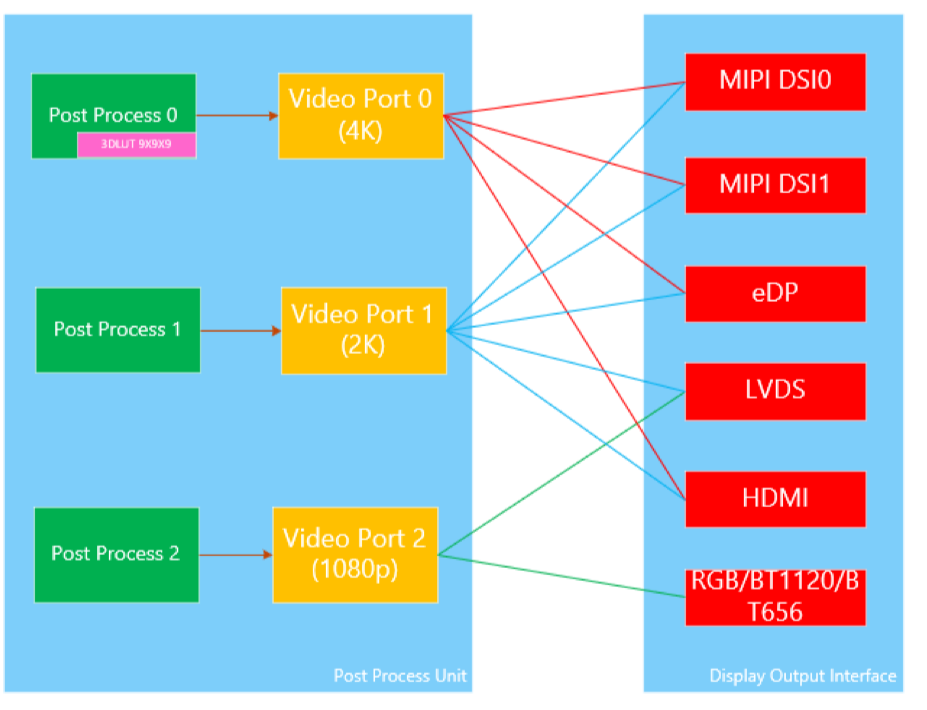 Post Process 0
3DLUT 9X9X9
Video Port 0
(4K)
MIPI DSI0
MIPI DSI1
eDP
Post Process 1
Video Port 1
(2K)
LVDS
HDMI
Post Process 2
Video Port 2
(1080p)
RGB/BT1120/B
T656
Post Process Unit
Display Output Interface